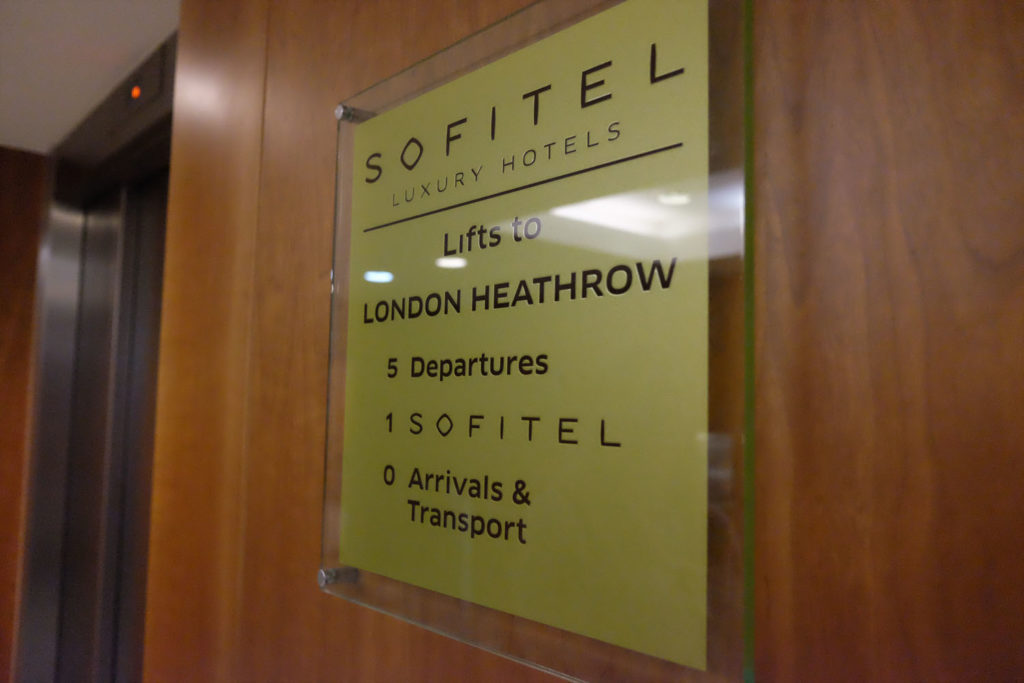 SOFITEL
LUXURY HOTELS
Lifts to
LONDON HEATHROW
5 Departures
1 SOFITEL
0 Arrivals &
Transport